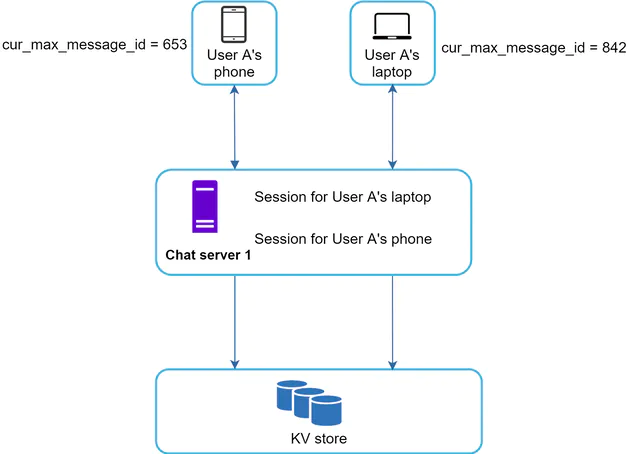 cur_max_message_id = 653
User A's
phone
User A's
laptop
cur_max_message_id = 842
Session for User A's laptop
Session for User A's phone
Chat server 1
KV store